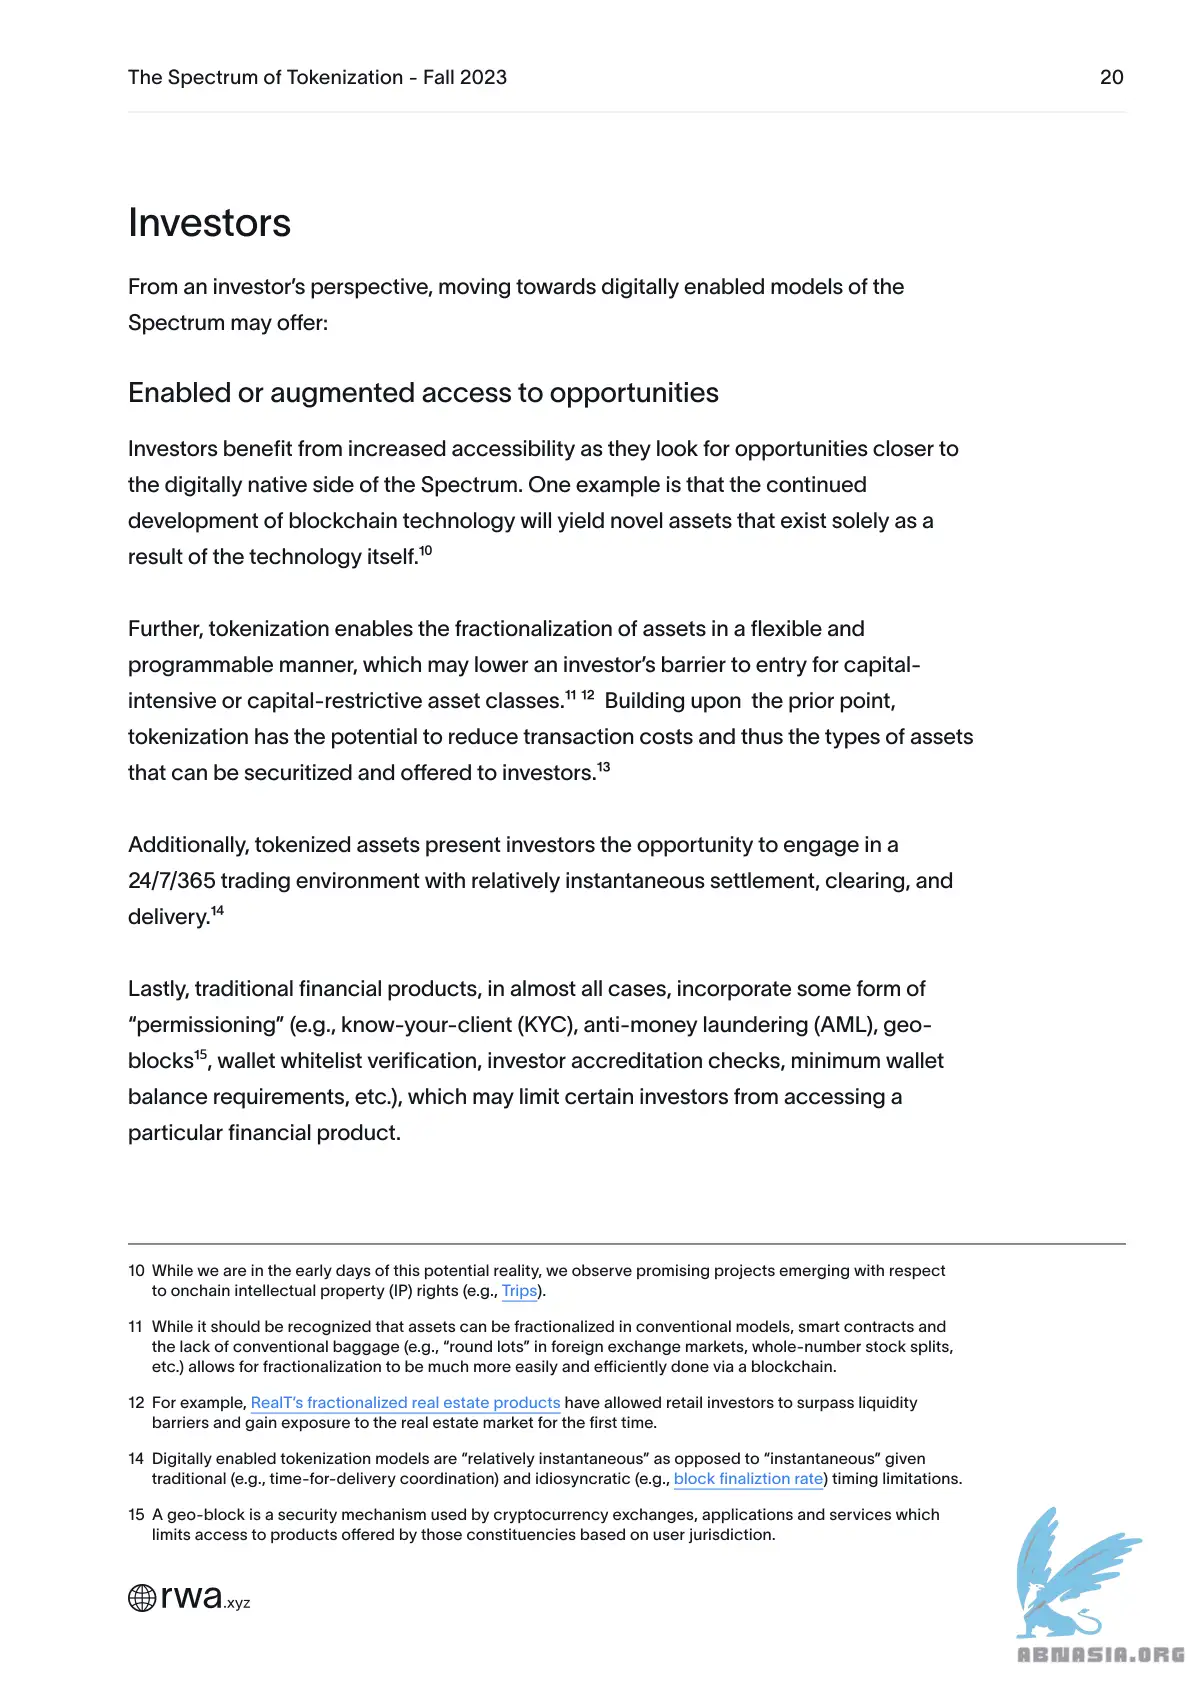 The Spectrum of Tokenization - Fall 2023
20
Investors
From an investor’s perspective, moving towards digitally enabled models of the
Spectrum may offer:
Enabled or augmented access to opportunities
Investors benefit from increased accessibility as they look for opportunities closer to
the digitally native side of the Spectrum. One example is that the continued
development of blockchain technology will yield novel assets that exist solely as a
result of the technology itself.¹⁰
Further, tokenization enables the fractionalization of assets in a flexible and
programmable manner, which may lower an investor’s barrier to entry for capital-
intensive or capital-restrictive asset classes.¹¹ ¹² Building upon the prior point,
tokenization has the potential to reduce transaction costs and thus the types of assets
that can be securitized and offered to investors.¹³
Additionally, tokenized assets present investors the opportunity to engage in a
24/7/365 trading environment with relatively instantaneous settlement, clearing, and
delivery.¹⁴
Lastly, traditional financial products, in almost all cases, incorporate some form of
“permissioning” (e.g., know-your-client (KYC), anti-money laundering (AML), geo-
blocks¹⁵, wallet whitelist verification, investor accreditation checks, minimum wallet
balance requirements, etc.), which may limit certain investors from accessing a
particular financial product.
10 While we are in the early days of this potential reality, we observe promising projects emerging with respect
to onchain intellectual property (IP) rights (e.g., Trips).
11 While it should be recognized that assets can be fractionalized in conventional models, smart contracts and
the lack of conventional baggage (e.g., “round lots” in foreign exchange markets, whole-number stock splits,
etc.) allows for fractionalization to be much more easily and efficiently done via a blockchain.
12 For example, RealT’s fractionalized real estate products have allowed retail investors to surpass liquidity
barriers and gain exposure to the real estate market for the first time.
14 Digitally enabled tokenization models are “relatively instantaneous” as opposed to “instantaneous” given
traditional (e.g., time-for-delivery coordination) and idiosyncratic (e.g., block finaliztion rate) timing limitations.
15 A geo-block is a security mechanism used by cryptocurrency exchanges, applications and services which
limits access to products offered by those constituencies based on user jurisdiction.
rwa.xyz
ABNASIA.ORG